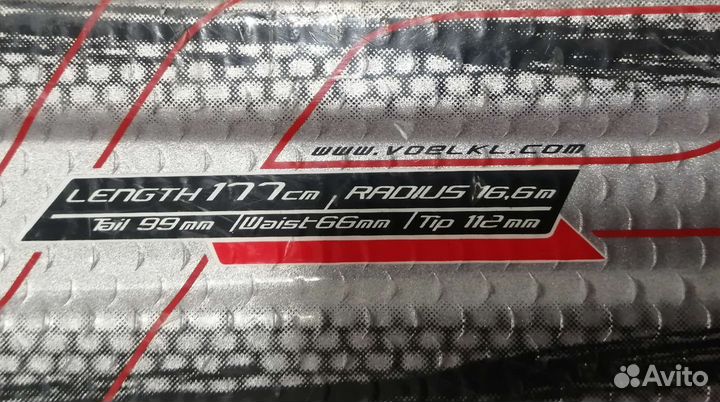 www.voelkl.com
LENGTH 177cm, RADIUS 16,6m
Tail 99mm /Waist 66mm /Tip 112mm
Avito